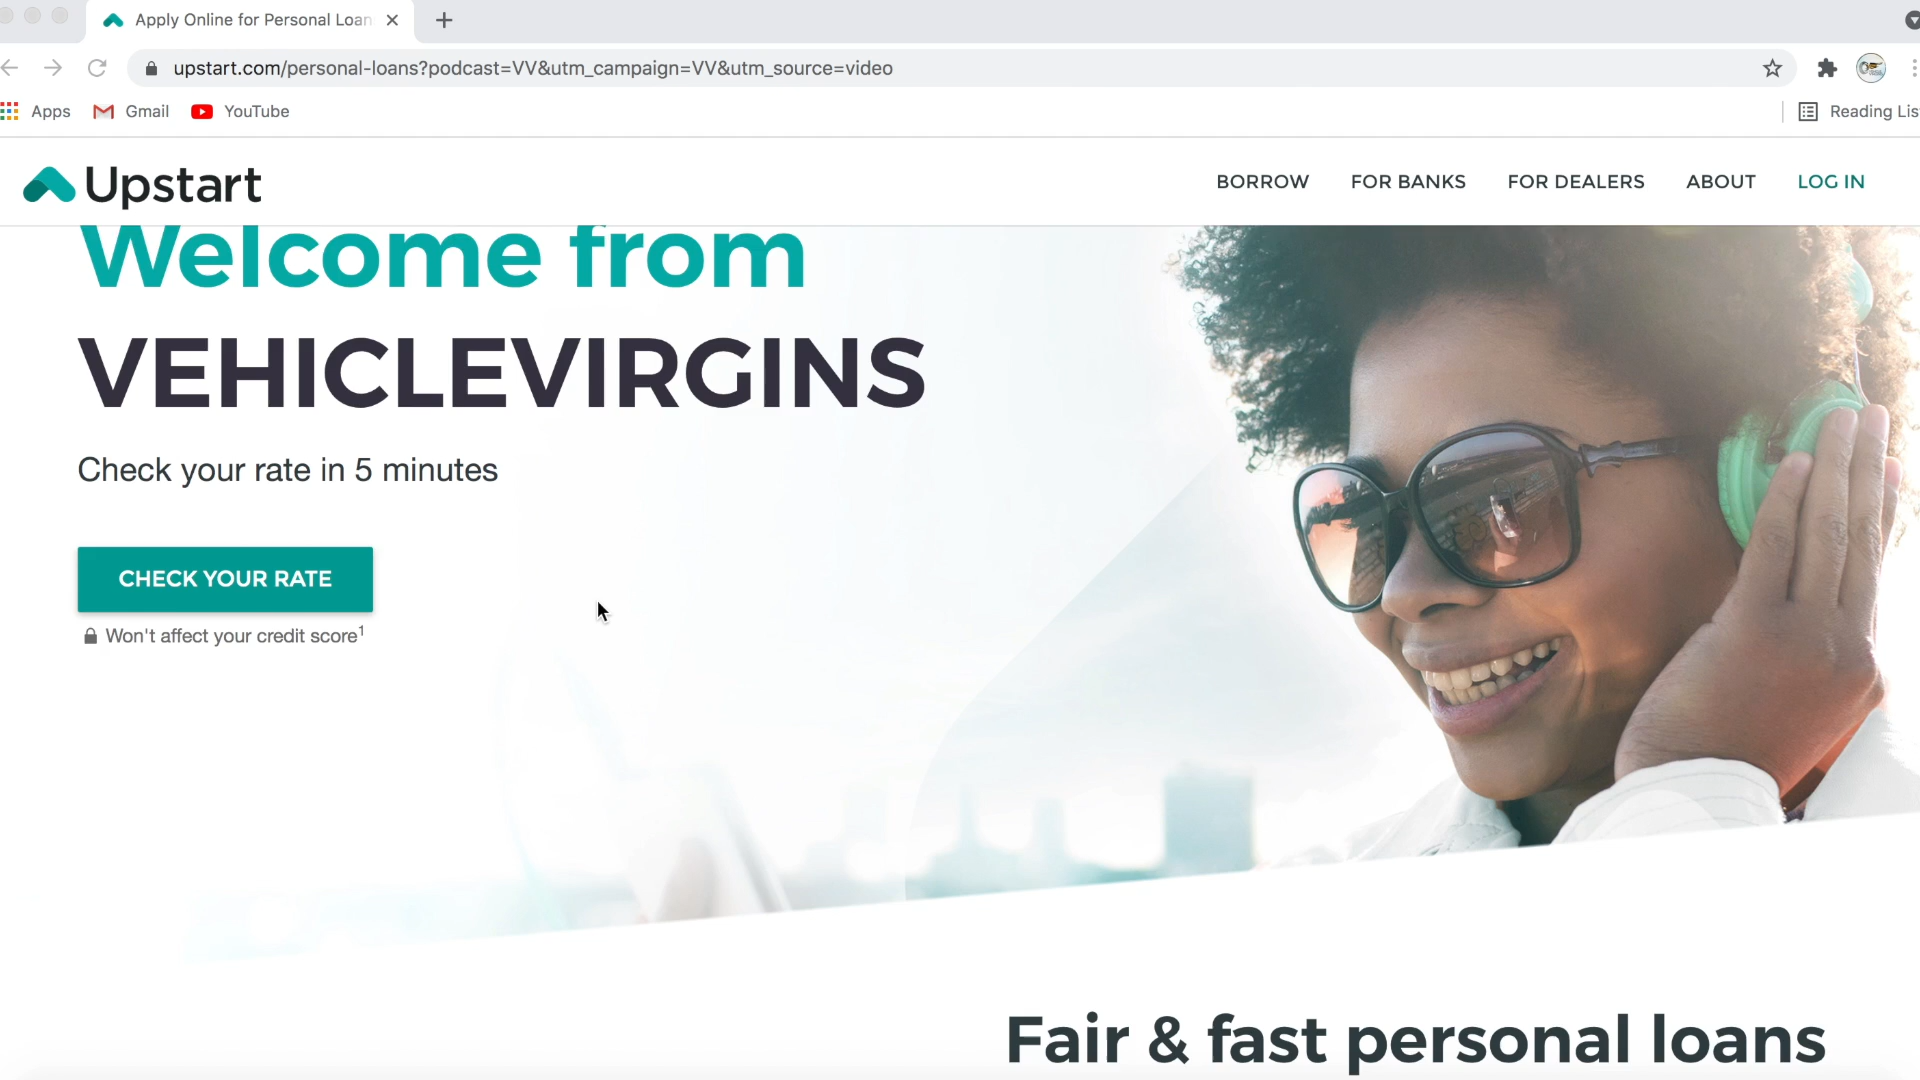 Apply Online for Personal Loan
upstart.com/personal-loans?podcast=VV&utm_campaign=VV&utm_source=video
Apps
Gmail
YouTube
Reading Lis
Upstart
BORROW
FOR BANKS
FOR DEALERS
ABOUT
LOG IN
Welcome from
VEHICLEVIRGINS
Check your rate in 5 minutes
CHECK YOUR RATE
Won't affect your credit score1
Fair & fast personal loans